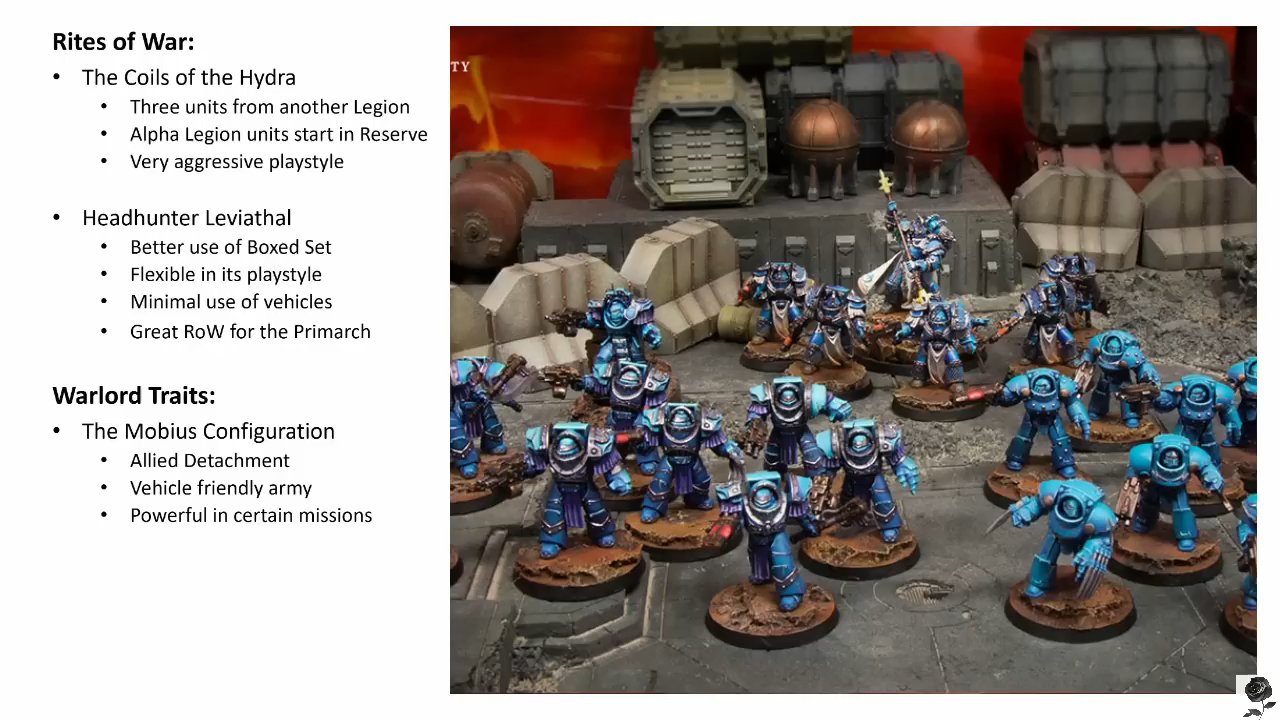 Rites of War:
• The Coils of the Hydra
• Three units from another Legion
• Alpha Legion units start in Reserve
• Very aggressive playstyle
• Headhunter Leviathal
• Better use of Boxed Set
• Flexible in its playstyle
• Minimal use of vehicles
• Great RoW for the Primarch
Warlord Traits:
• The Mobius Configuration
• Allied Detachment
• Vehicle friendly army
• Powerful in certain missions
TY